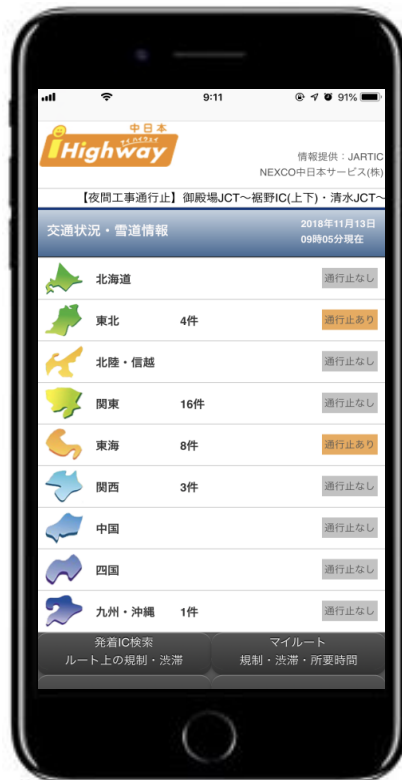 9:11
91%
中日本
アイハイウェイ
iHighway
情報提供：JARTIC
NEXCO中日本サービス(株)
【夜間工事通行止】御殿場JCT～裾野IC(上下)・清水JCT～
交通状況・雪道情報
2018年11月13日
09時05分現在
北海道 通行止なし
東北 4件 通行止あり
北陸・信越 通行止なし
関東 16件 通行止なし
東海 8件 通行止あり
関西 3件 通行止なし
中国 通行止なし
四国 通行止なし
九州・沖縄 1件 通行止なし
発着IC検索 マイルート
ルート上の規制・渋滞 規制・渋滞・所要時間